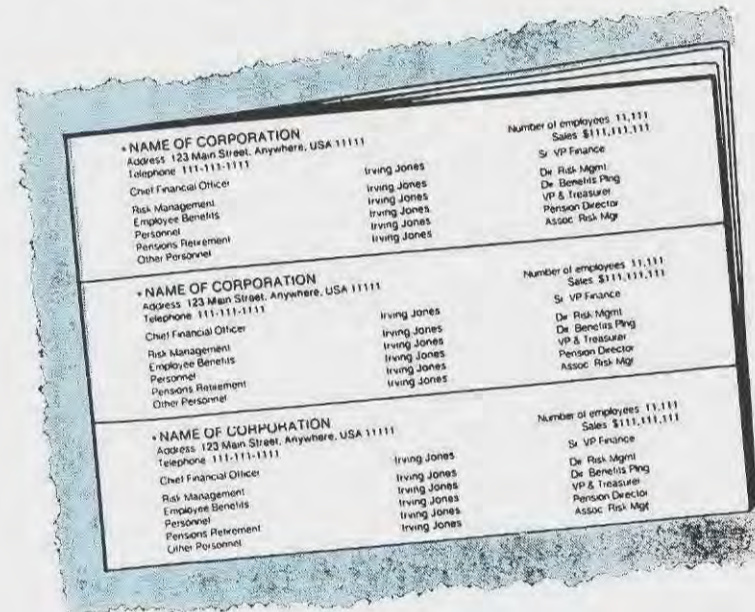 • NAME OF CORPORATION Number of employees 11,111
Address 123 Main Street, Anywhere, USA 11111 Sales $111,111,111
Telephone 111-111-1111
Chief Financial Officer Irving Jones Sr VP Finance
Risk Management Irving Jones Dir Risk Mgmt
Employee Benefits Irving Jones Dir Benefits Plng
Personnel Irving Jones VP & Treasurer
Pensions Retirement Irving Jones Pension Director
Other Personnel Irving Jones Assoc Risk Mgr
• NAME OF CORPORATION Number of employees 11,111
Address 123 Main Street, Anywhere, USA 11111 Sales $111,111,111
Telephone 111-111-1111
Chief Financial Officer Irving Jones Sr VP Finance
Risk Management Irving Jones Dir Risk Mgmt
Employee Benefits Irving Jones Dir Benefits Plng
Personnel Irving Jones VP & Treasurer
Pensions Retirement Irving Jones Pension Director
Other Personnel Irving Jones Assoc Risk Mgr
• NAME OF CORPORATION Number of employees 11,111
Address 123 Main Street, Anywhere, USA 11111 Sales $111,111,111
Telephone 111-111-1111
Chief Financial Officer Irving Jones Sr VP Finance
Risk Management Irving Jones Dir Risk Mgmt
Employee Benefits Irving Jones Dir Benefits Plng
Personnel Irving Jones VP & Treasurer
Pensions Retirement Irving Jones Pension Director
Other Personnel Irving Jones Assoc Risk Mgr